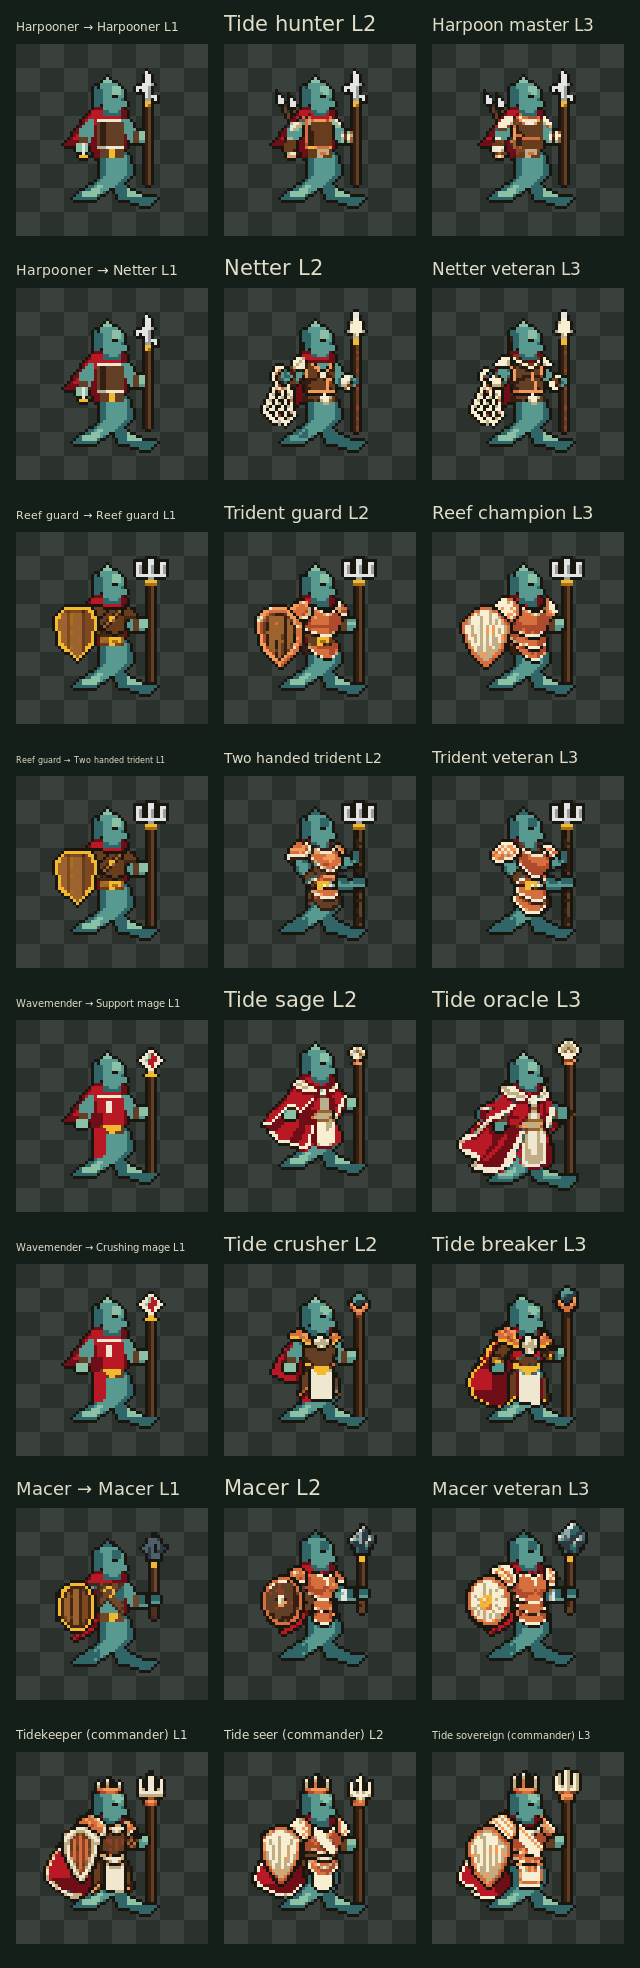 Harpooner → Harpooner L1
Tide hunter L2
Harpoon master L3
Harpooner → Netter L1
Netter L2
Netter veteran L3
Reef guard → Reef guard L1
Trident guard L2
Reef champion L3
Reef guard → Two handed trident L1
Two handed trident L2
Trident veteran L3
Wavemender → Support mage L1
Tide sage L2
Tide oracle L3
Wavemender → Crushing mage L1
Tide crusher L2
Tide breaker L3
Macer → Macer L1
Macer L2
Macer veteran L3
Tidekeeper (commander) L1
Tide seer (commander) L2
Tide sovereign (commander) L3